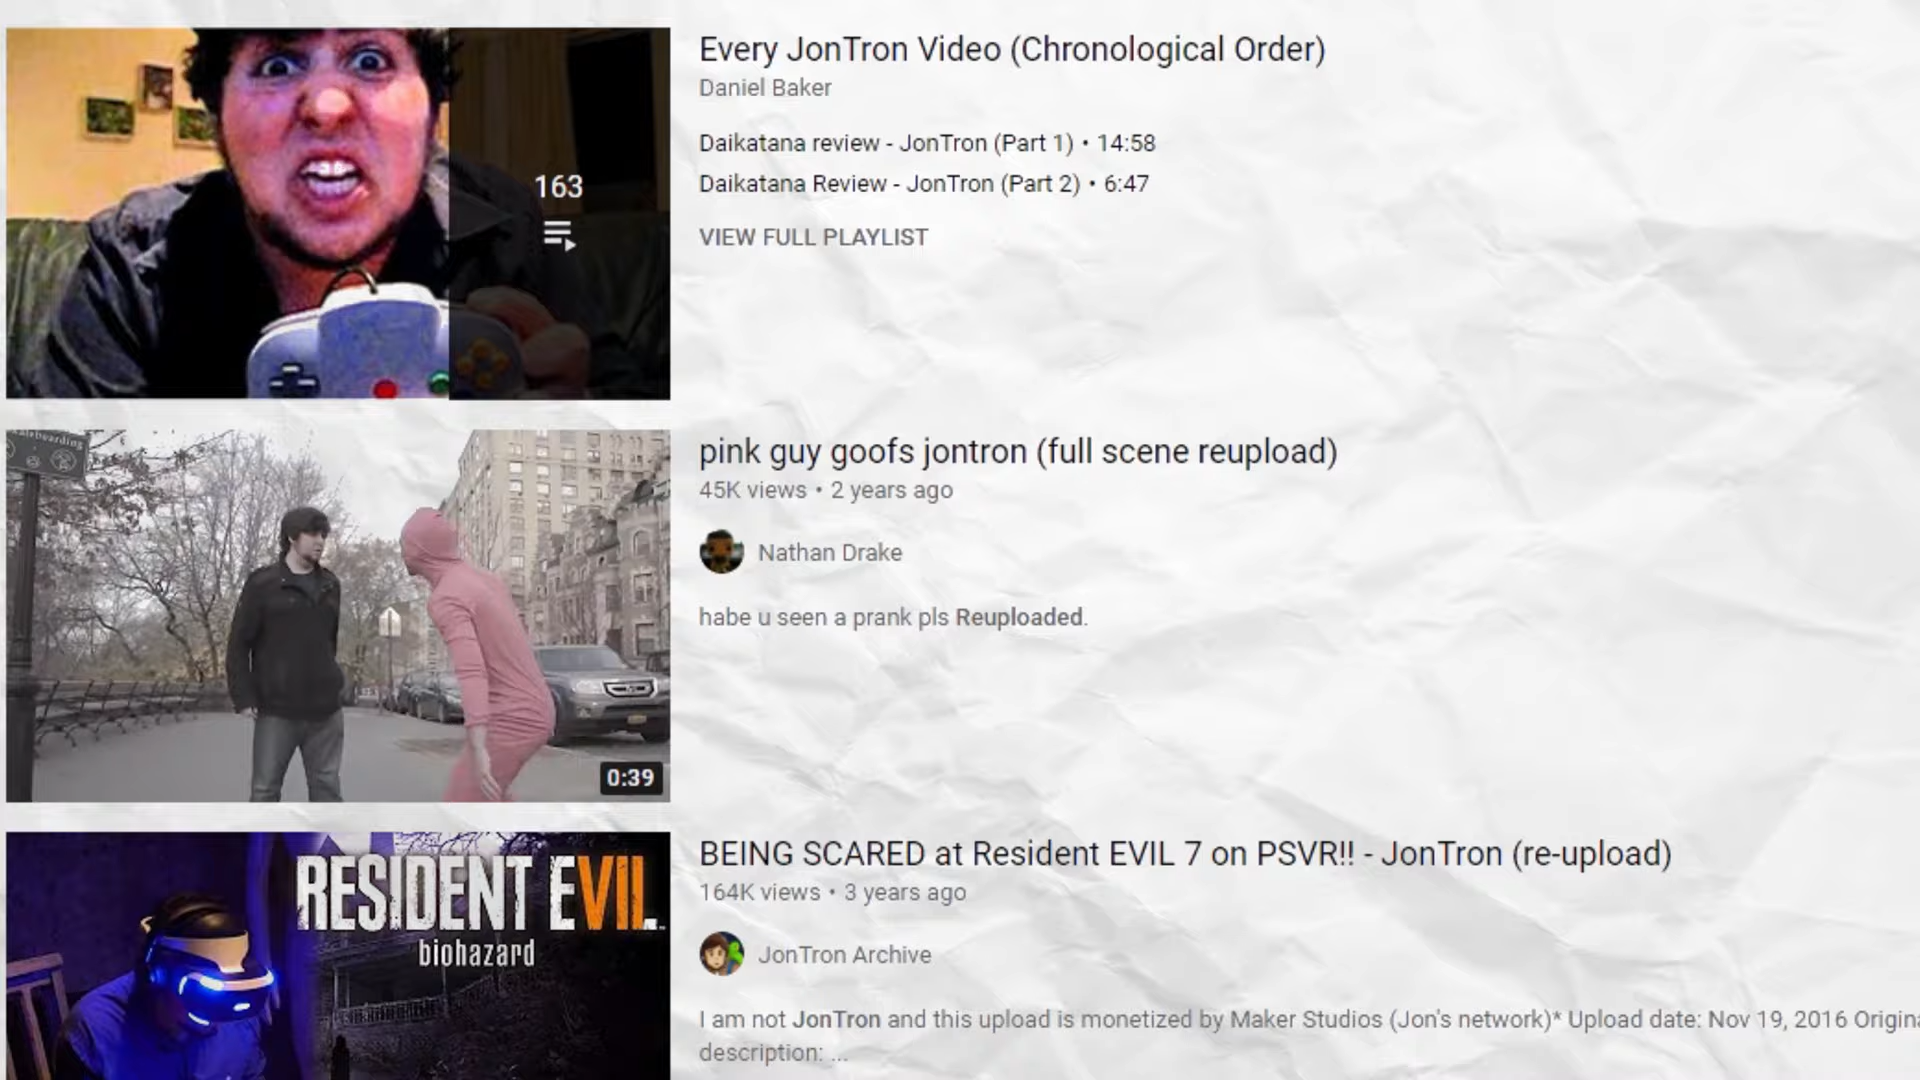 Every JonTron Video (Chronological Order)
Daniel Baker
Daikatana review - JonTron (Part 1) • 14:58
Daikatana Review - JonTron (Part 2) • 6:47
VIEW FULL PLAYLIST
163
pink guy goofs jontron (full scene reupload)
45K views • 2 years ago
Nathan Drake
habe u seen a prank pls Reuploaded.
0:39
BEING SCARED at Resident EVIL 7 on PSVR!! - JonTron (re-upload)
164K views • 3 years ago
JonTron Archive
I am not JonTron and this upload is monetized by Maker Studios (Jon's network)* Upload date: Nov 19, 2016 Origina
description: ...
RESIDENT EVIL
biohazard